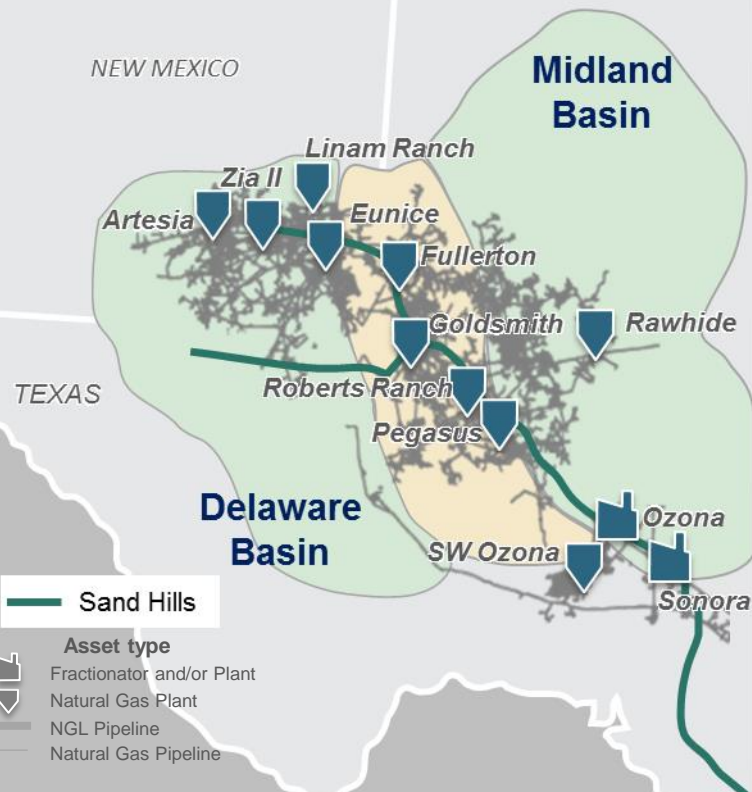 NEW MEXICO
Midland
Basin
Linam Ranch
Zia II
Artesia
Eunice
Fullerton
Goldsmith
Rawhide
TEXAS
Roberts Ranch
Pegasus
Delaware
Basin
Ozona
SW Ozona
Sonora
Sand Hills
Asset type
Fractionator and/or Plant
Natural Gas Plant
NGL Pipeline
Natural Gas Pipeline